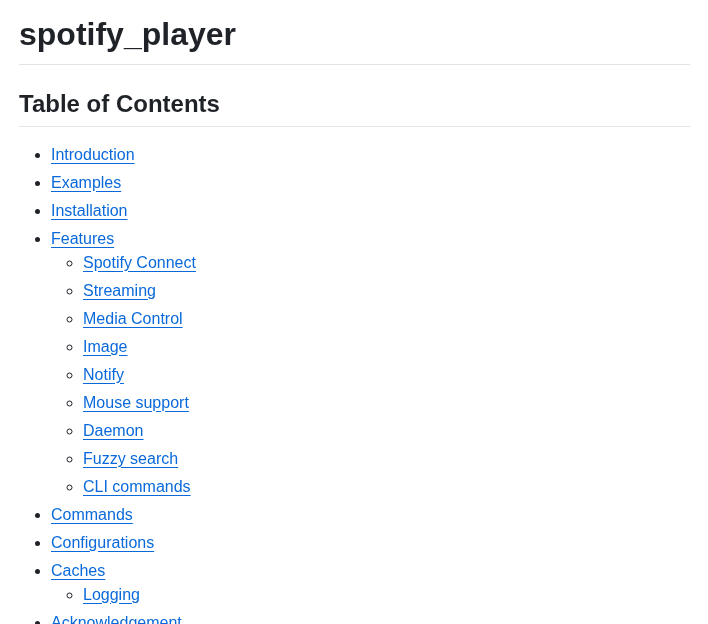 spotify_player
Table of Contents
Introduction
Examples
Installation
Features
Spotify Connect
Streaming
Media Control
Image
Notify
Mouse support
Daemon
Fuzzy search
CLI commands
Commands
Configurations
Caches
Logging
Acknowledgement